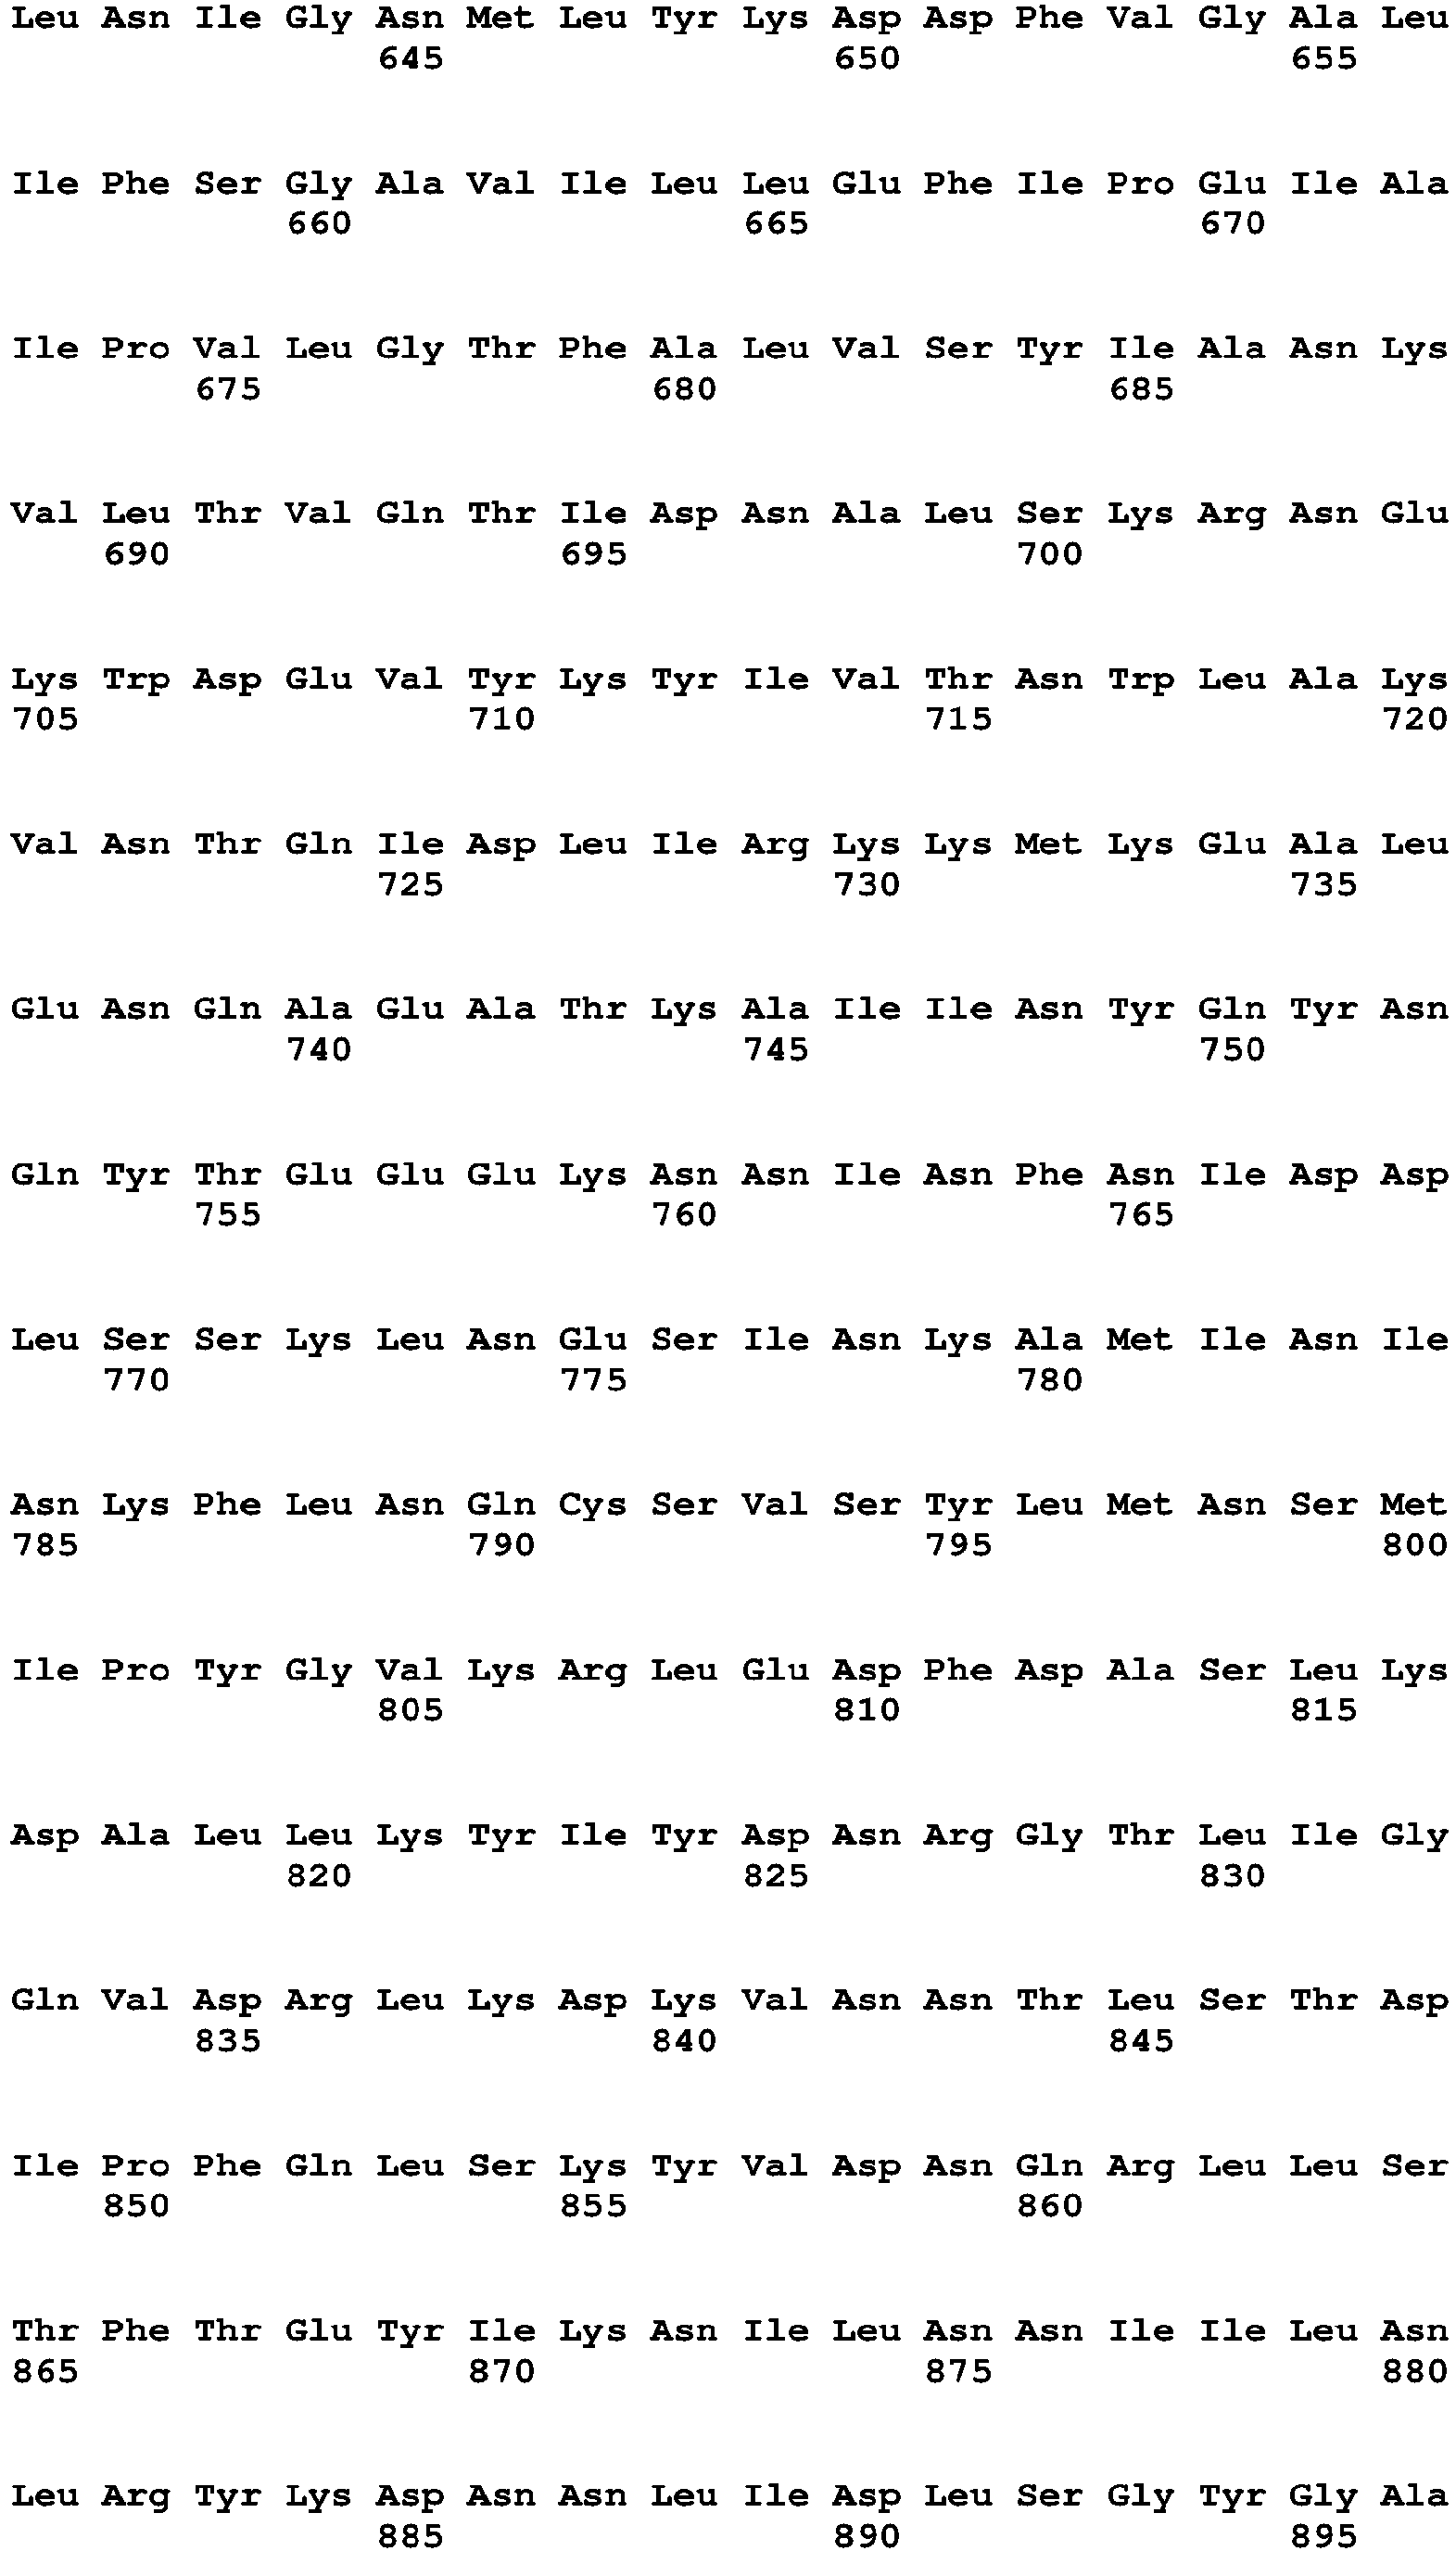 Leu Asn Ile Gly Asn Met Leu Tyr Lys Asp Asp Phe Val Gly Ala Leu
645 650 655
Ile Phe Ser Gly Ala Val Ile Leu Leu Glu Phe Ile Pro Glu Ile Ala
660 665 670
Ile Pro Val Leu Gly Thr Phe Ala Leu Val Ser Tyr Ile Ala Asn Lys
675 680 685
Val Leu Thr Val Gln Thr Ile Asp Asn Ala Leu Ser Lys Arg Asn Glu
690 695 700
Lys Trp Asp Glu Val Tyr Lys Tyr Ile Val Thr Asn Trp Leu Ala Lys
705 710 715 720
Val Asn Thr Gln Ile Asp Leu Ile Arg Lys Lys Met Lys Glu Ala Leu
725 730 735
Glu Asn Gln Ala Glu Ala Thr Lys Ala Ile Ile Asn Tyr Gln Tyr Asn
740 745 750
Gln Tyr Thr Glu Glu Glu Lys Asn Asn Ile Asn Phe Asn Ile Asp Asp
755 760 765
Leu Ser Ser Lys Leu Asn Glu Ser Ile Asn Lys Ala Met Ile Asn Ile
770 775 780
Asn Lys Phe Leu Asn Gln Cys Ser Val Ser Tyr Leu Met Asn Ser Met
785 790 795 800
Ile Pro Tyr Gly Val Lys Arg Leu Glu Asp Phe Asp Ala Ser Leu Lys
805 810 815
Asp Ala Leu Leu Lys Tyr Ile Tyr Asp Asn Arg Gly Thr Leu Ile Gly
820 825 830
Gln Val Asp Arg Leu Lys Asp Lys Val Asn Asn Thr Leu Ser Thr Asp
835 840 845
Ile Pro Phe Gln Leu Ser Lys Tyr Val Asp Asn Gln Arg Leu Leu Ser
850 855 860
Thr Phe Thr Glu Tyr Ile Lys Asn Ile Leu Asn Asn Ile Ile Leu Asn
865 870 875 880
Leu Arg Tyr Lys Asp Asn Asn Leu Ile Asp Leu Ser Gly Tyr Gly Ala
885 890 895